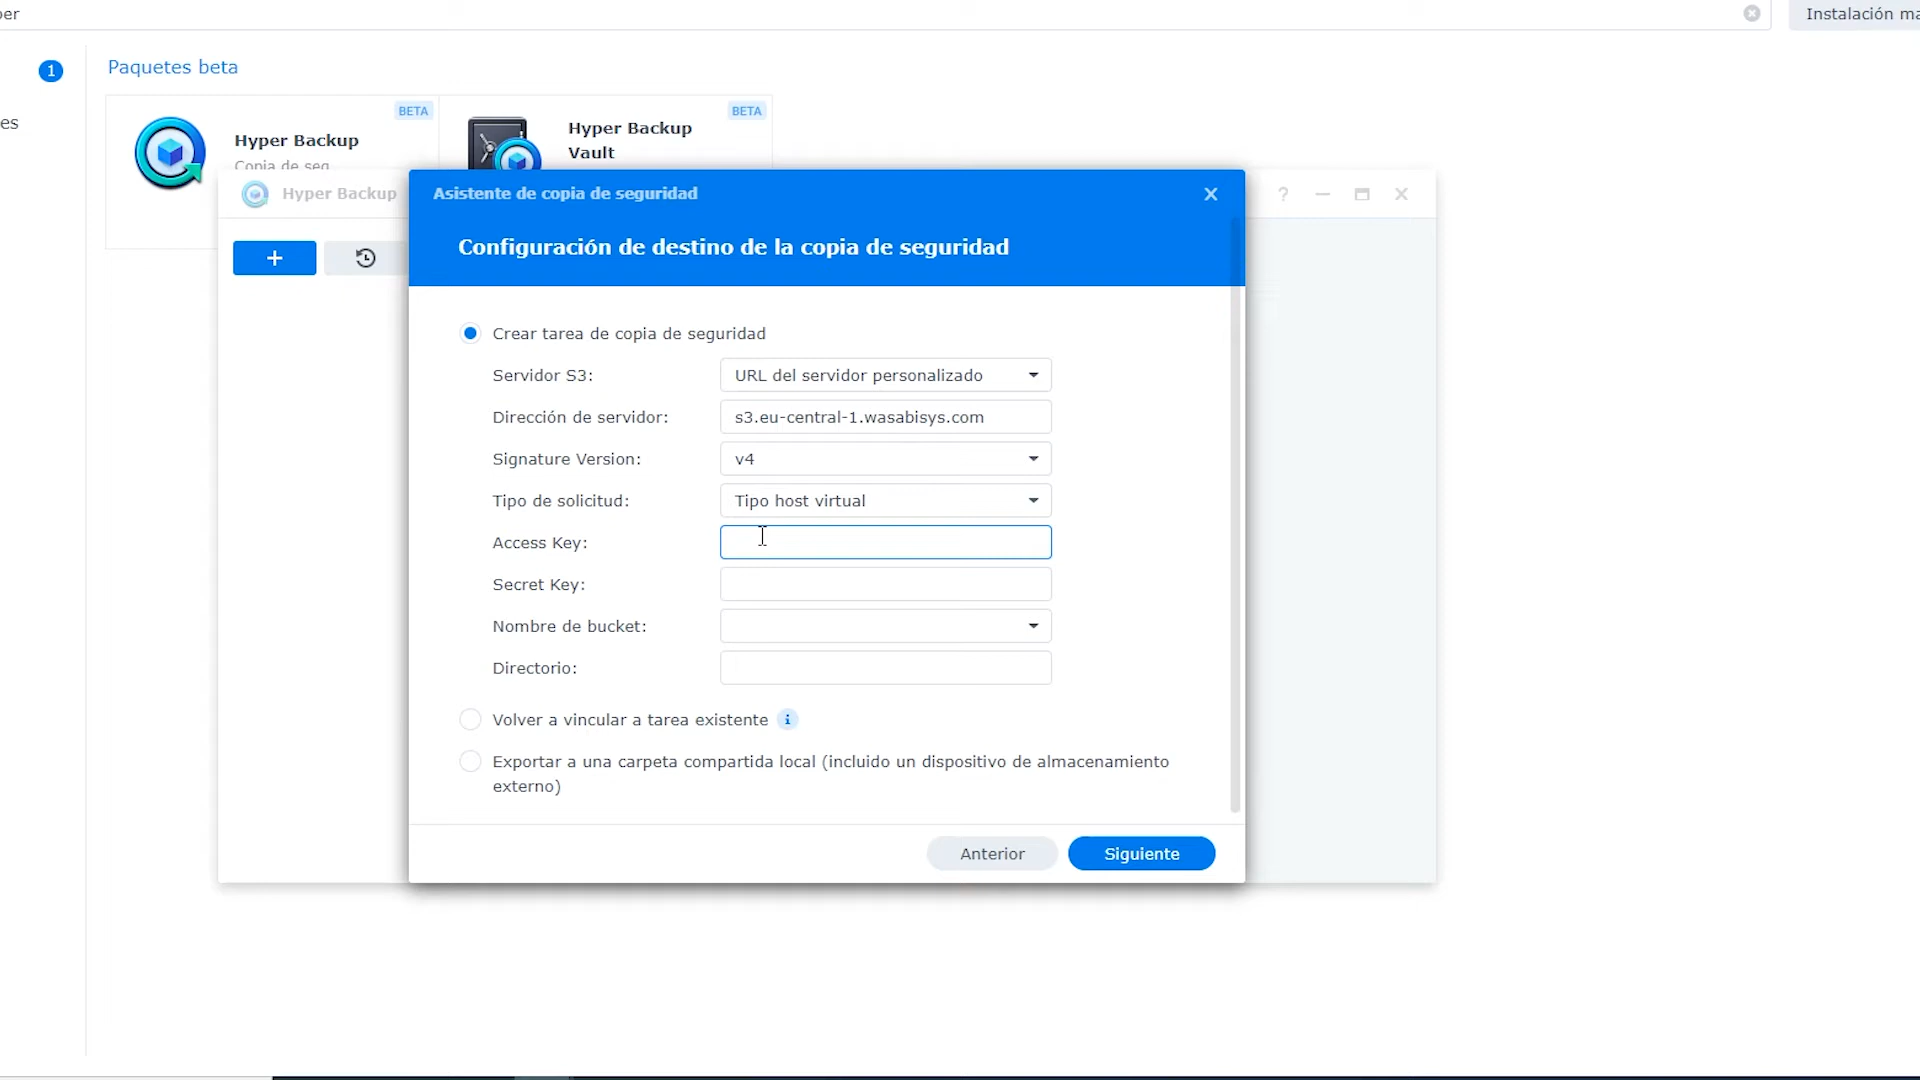 per
Instalación ma
1
Paquetes beta
es
BETA
Hyper Backup
Copia de seg
BETA
Hyper Backup
Vault
Hyper Backup
Asistente de copia de seguridad
Configuración de destino de la copia de seguridad
Crear tarea de copia de seguridad
Servidor S3: URL del servidor personalizado
Dirección de servidor: s3.eu-central-1.wasabisys.com
Signature Version: v4
Tipo de solicitud: Tipo host virtual
Access Key:
Secret Key:
Nombre de bucket:
Directorio:
Volver a vincular a tarea existente
Exportar a una carpeta compartida local (incluido un dispositivo de almacenamiento
externo)
Anterior Siguiente